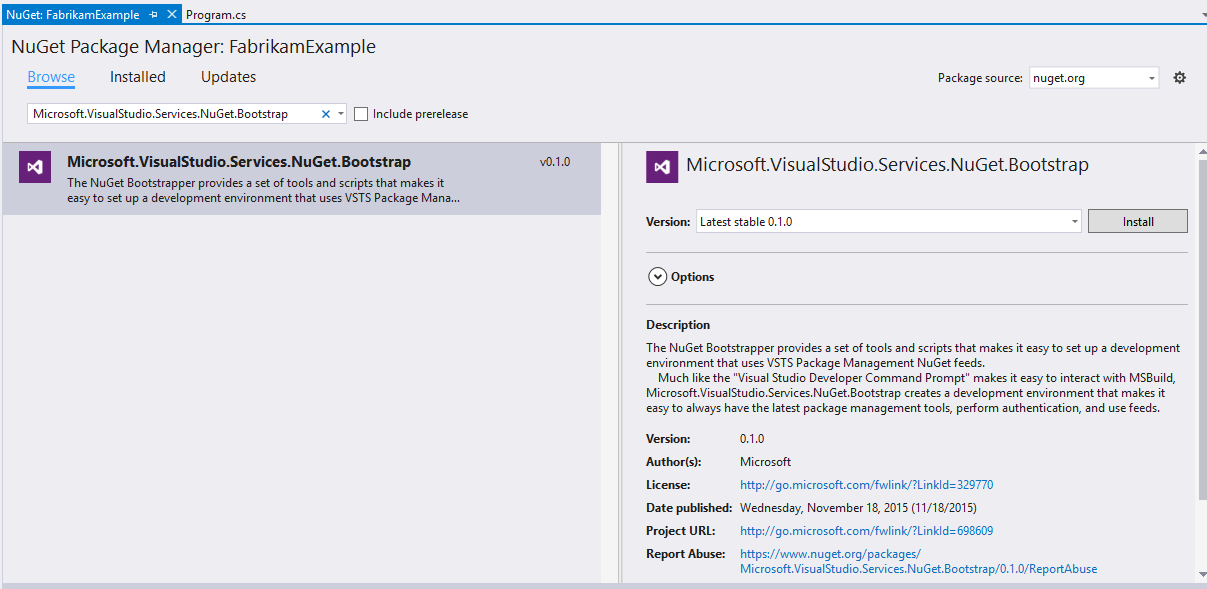 NuGet: FabrikamExample
Program.cs
NuGet Package Manager: FabrikamExample
Browse Installed Updates
Package source: nuget.org
Microsoft.VisualStudio.Services.NuGet.Bootstrap
Include prerelease
Microsoft.VisualStudio.Services.NuGet.Bootstrap v0.1.0
The NuGet Bootstrapper provides a set of tools and scripts that makes it
easy to set up a development environment that uses VSTS Package Mana...
Microsoft.VisualStudio.Services.NuGet.Bootstrap
Version: Latest stable 0.1.0 Install
Options
Description
The NuGet Bootstrapper provides a set of tools and scripts that makes it easy to set up a development
environment that uses VSTS Package Management NuGet feeds.
Much like the "Visual Studio Developer Command Prompt" makes it easy to interact with MSBuild,
Microsoft.VisualStudio.Services.NuGet.Bootstrap creates a development environment that makes it
easy to always have the latest package management tools, perform authentication, and use feeds.
Version: 0.1.0
Author(s): Microsoft
License: http://go.microsoft.com/fwlink/?LinkId=329770
Date published: Wednesday, November 18, 2015 (11/18/2015)
Project URL: http://go.microsoft.com/fwlink/?LinkId=698609
Report Abuse: https://www.nuget.org/packages/
Microsoft.VisualStudio.Services.NuGet.Bootstrap/0.1.0/ReportAbuse